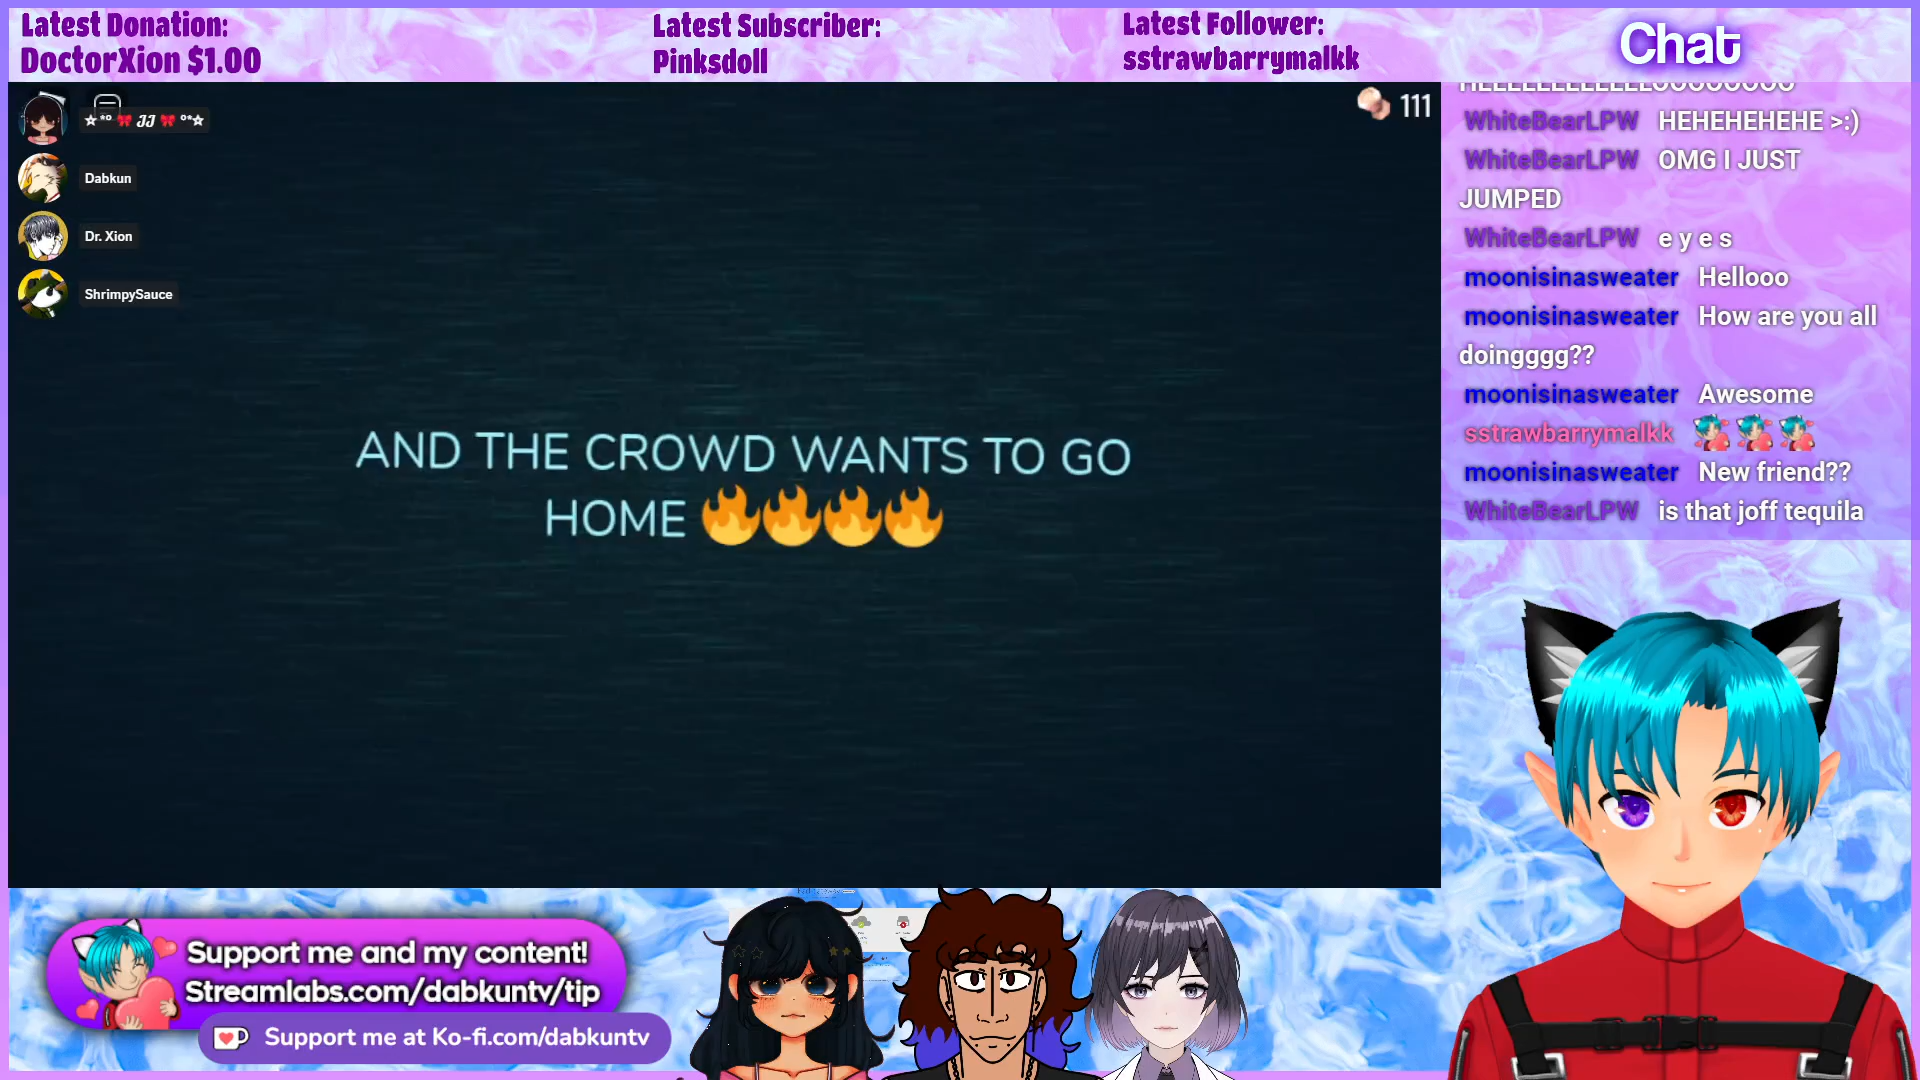 Latest Donation:
DoctorXion $1.00
Latest Subscriber:
Pinksdoll
Latest Follower:
sstrawbarrymalkk
Chat
☆ *° 🎀 JJ 🎀 °*☆
Dabkun
Dr. Xion
ShrimpySauce
111
AND THE CROWD WANTS TO GO
HOME 🔥🔥🔥🔥
WhiteBearLPW HEHEHEHEHE >:)
WhiteBearLPW OMG I JUST
JUMPED
WhiteBearLPW e y e s
moonisinasweater Hellooo
moonisinasweater How are you all
doingggg??
moonisinasweater Awesome
sstrawbarrymalkk
moonisinasweater New friend??
WhiteBearLPW is that joff tequila
Support me and my content!
Streamlabs.com/dabkuntv/tip
Support me at Ko-fi.com/dabkuntv